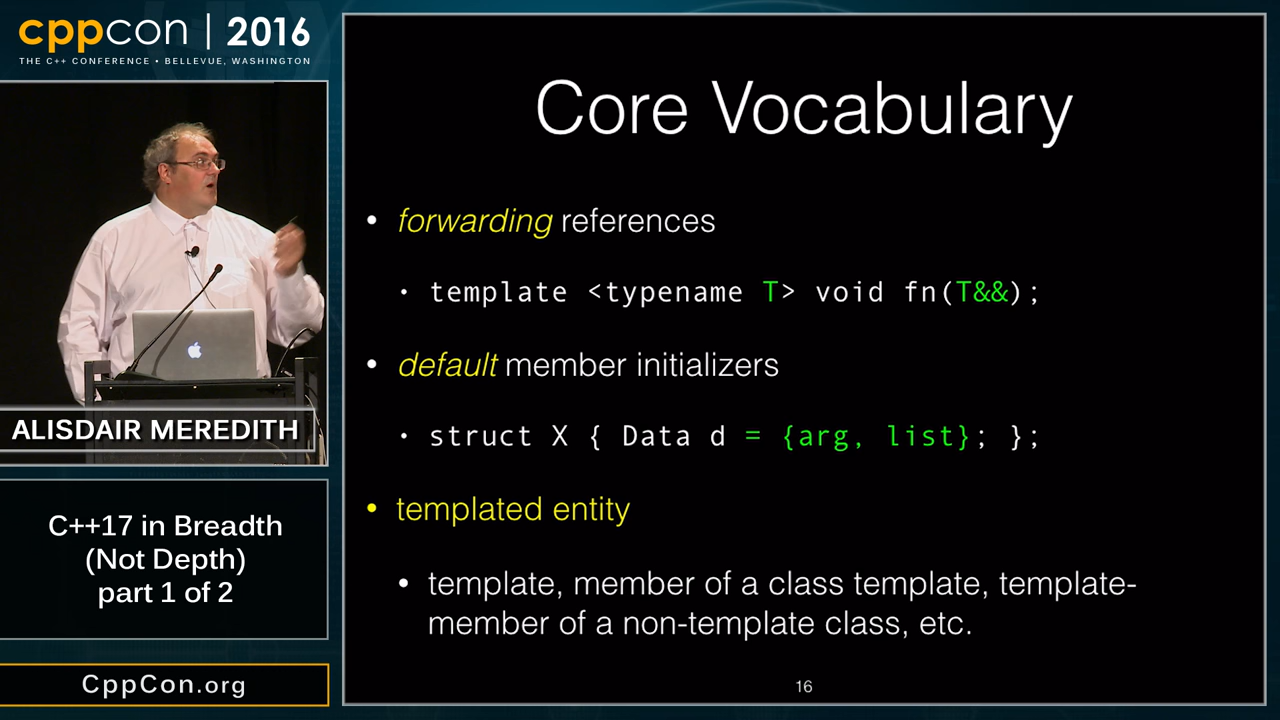 cppcon | 2016
THE C++ CONFERENCE • BELLEVUE, WASHINGTON
ALISDAIR MEREDITH
C++17 in Breadth
(Not Depth)
part 1 of 2
CppCon.org
Core Vocabulary
• forwarding references
• template <typename T> void fn(T&&);
• default member initializers
• struct X { Data d = {arg, list}; };
• templated entity
• template, member of a class template, template-
member of a non-template class, etc.
16